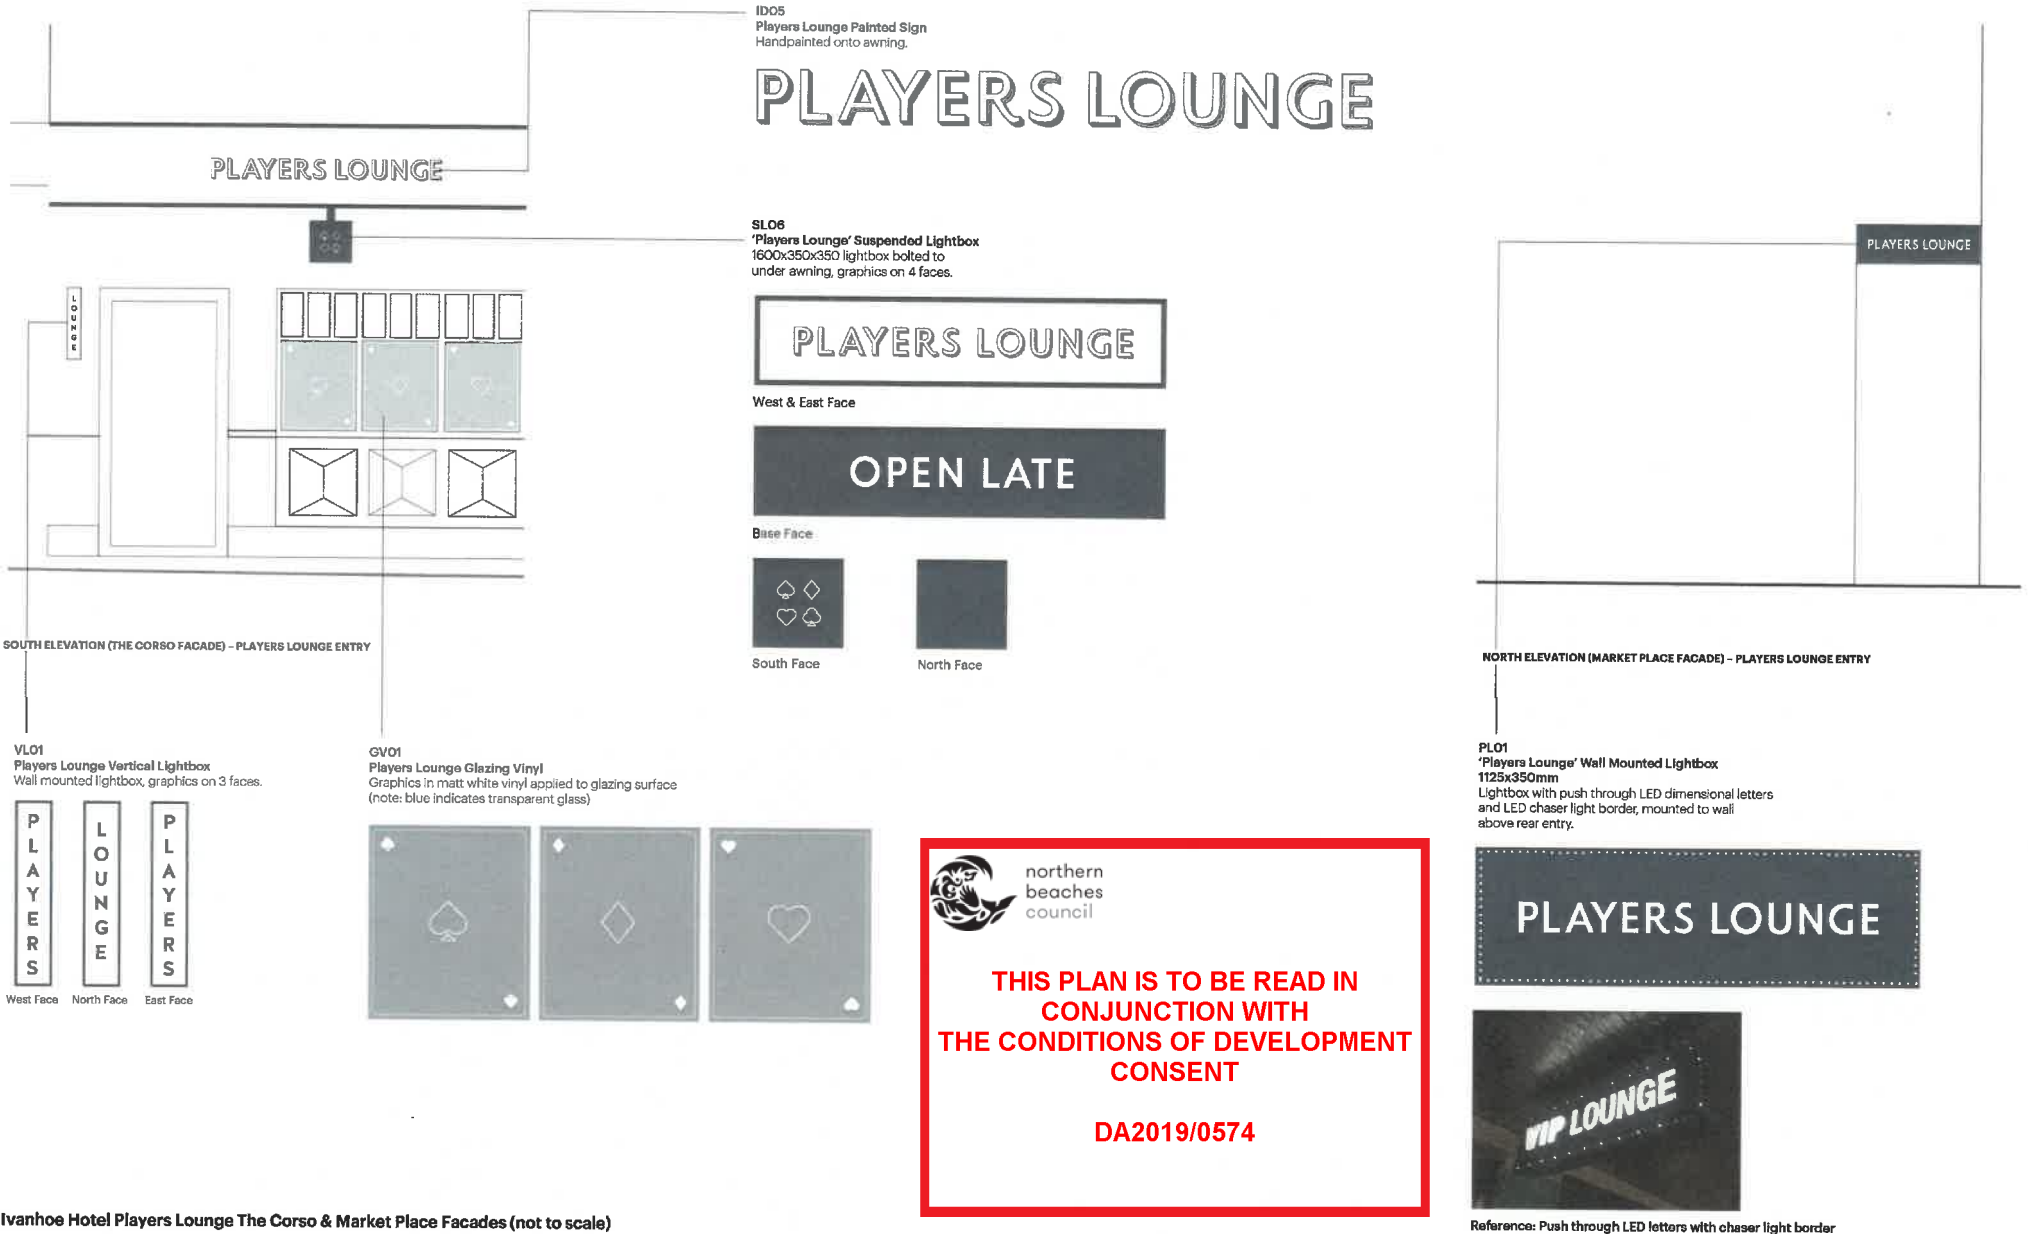 ID05
Players Lounge Painted Sign
Handpainted onto awning.
PLAYERS LOUNGE
PLAYERS LOUNGE
SL06
'Players Lounge' Suspended Lightbox
1600x350x350 lightbox bolted to
under awning, graphics on 4 faces.
PLAYERS LOUNGE
West & East Face
OPEN LATE
Base Face
South Face
North Face
LOUNGE
SOUTH ELEVATION (THE CORSO FACADE) – PLAYERS LOUNGE ENTRY
PLAYERS LOUNGE
NORTH ELEVATION (MARKET PLACE FACADE) – PLAYERS LOUNGE ENTRY
VL01
Players Lounge Vertical Lightbox
Wall mounted lightbox, graphics on 3 faces.
PLAYERS
LOUNGE
PLAYERS
West Face
North Face
East Face
GV01
Players Lounge Glazing Vinyl
Graphics in matt white vinyl applied to glazing surface
(note: blue indicates transparent glass)
northern
beaches
council
THIS PLAN IS TO BE READ IN
CONJUNCTION WITH
THE CONDITIONS OF DEVELOPMENT
CONSENT
DA2019/0574
PL01
'Players Lounge' Wall Mounted Lightbox
1125x350mm
Lightbox with push through LED dimensional letters
and LED chaser light border, mounted to wall
above rear entry.
PLAYERS LOUNGE
VIP LOUNGE
Reference: Push through LED letters with chaser light border
Ivanhoe Hotel Players Lounge The Corso & Market Place Facades (not to scale)